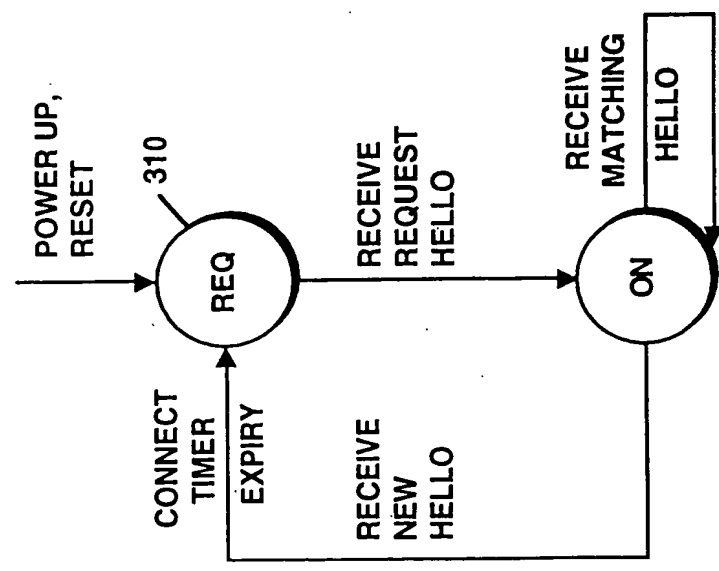 POWER UP,
RESET
310
REQ
CONNECT
TIMER
EXPIRY
RECEIVE
REQUEST
HELLO
RECEIVE
NEW
HELLO
RECEIVE
MATCHING
HELLO
ON